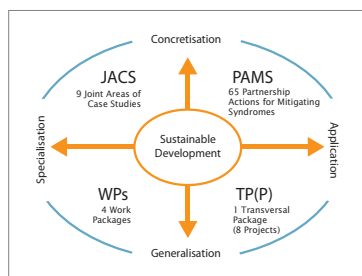 Concretisation
JACS
9 Joint Areas of
Case Studies
PAMS
65 Partnership
Actions for Mitigating
Syndromes
Specialisation
Sustainable
Development
Application
WPs
4 Work
Packages
TP(P)
1 Transversal
Package
(8 Projects)
Generalisation